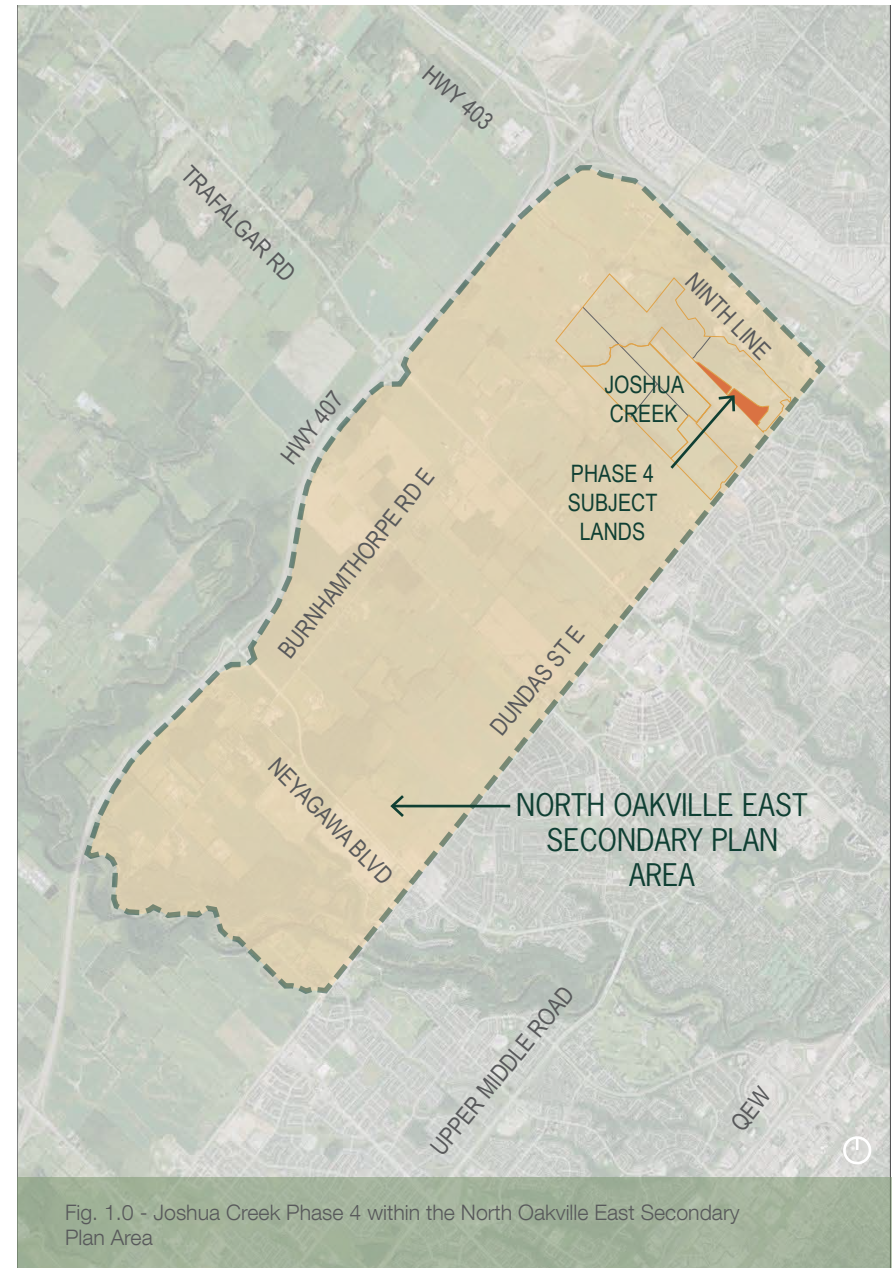 HWY 403
TRAFALGAR RD
NINTH LINE
JOSHUA
CREEK
HWY 407
PHASE 4
SUBJECT
LANDS
BURNHAMTHORPE RD E
DUNDAS ST E
NEYAGAWA BLVD
NORTH OAKVILLE EAST
SECONDARY PLAN
AREA
UPPER MIDDLE ROAD
QEW
Fig. 1.0 - Joshua Creek Phase 4 within the North Oakville East Secondary
Plan Area